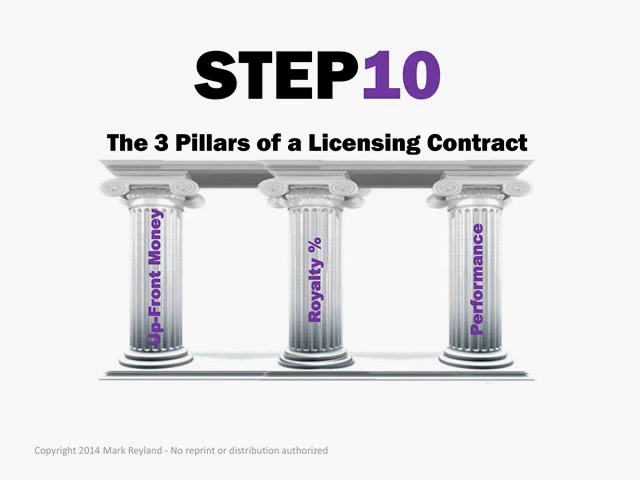 STEP10
The 3 Pillars of a Licensing Contract
Up-Front Money
Royalty %
Performance
Copyright 2014 Mark Reyland - No reprint or distribution authorized